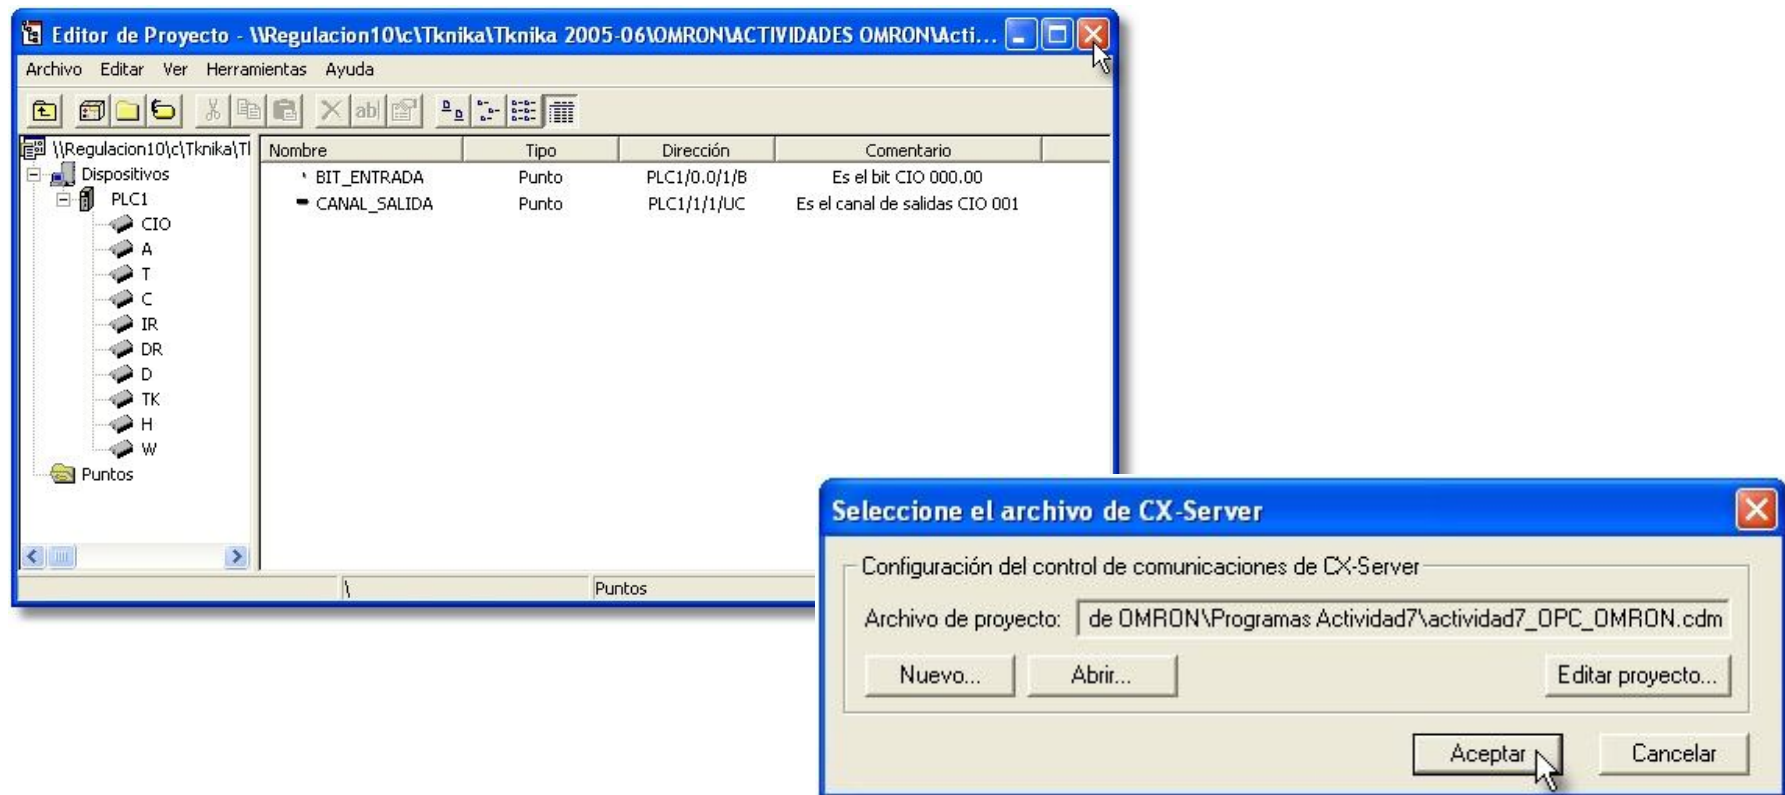 Editor de Proyecto - \\Regulacion10\c\Tknika\Tknika 2005-06\OMRON\ACTIVIDADES OMRON\Acti...
Archivo Editar Ver Herramientas Ayuda
ab
\\Regulacion10\c\Tknika\Tl
Dispositivos
PLC1
CIO
A
T
C
IR
DR
D
TK
H
W
Puntos
Nombre Tipo Dirección Comentario
BIT_ENTRADA Punto PLC1/0.0/1/B Es el bit CIO 000.00
CANAL_SALIDA Punto PLC1/1/1/UC Es el canal de salidas CIO 001
\ Puntos
Seleccione el archivo de CX-Server
Configuración del control de comunicaciones de CX-Server
Archivo de proyecto: de OMRON\Programas Actividad7\actividad7_OPC_OMRON.cdm
Nuevo... Abrir... Editar proyecto...
Aceptar Cancelar